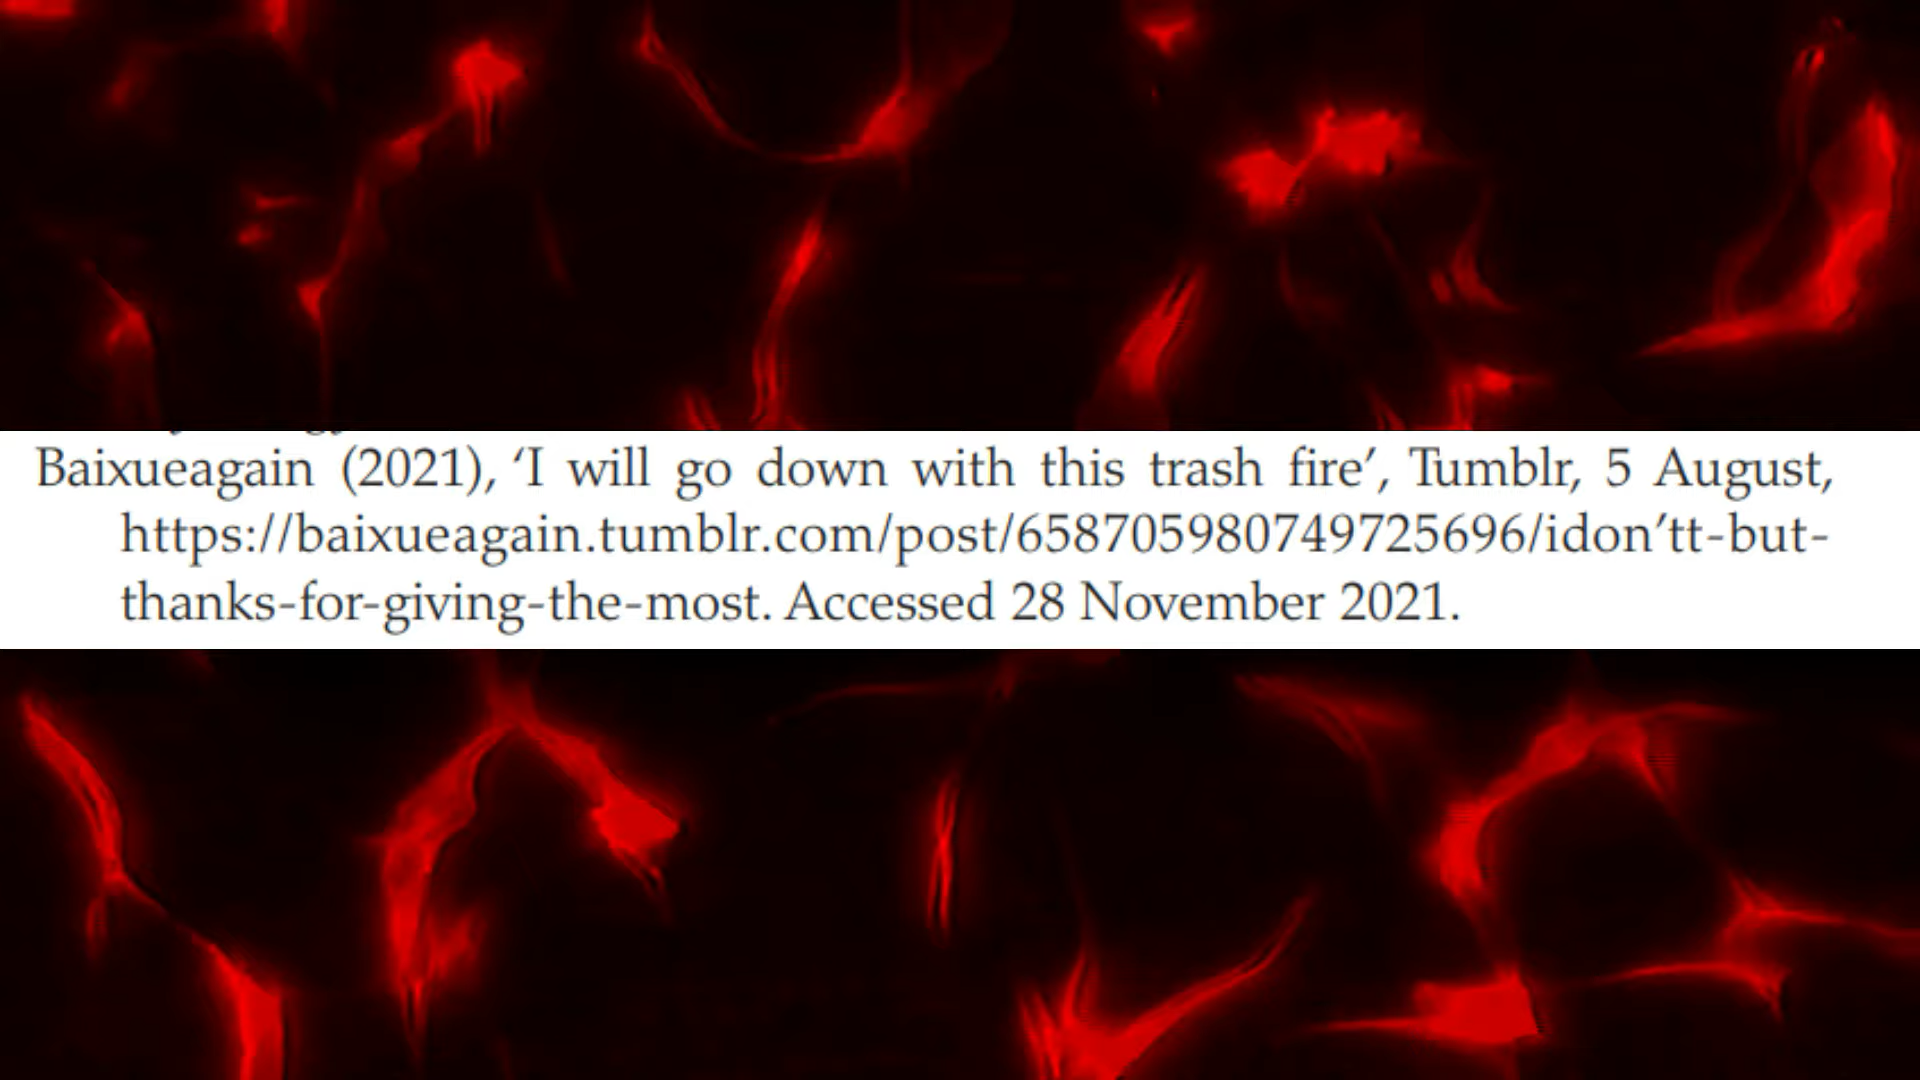 Baixueagain (2021), ‘I will go down with this trash fire’, Tumblr, 5 August,
https://baixueagain.tumblr.com/post/658705980749725696/idon’tt-but-
thanks-for-giving-the-most. Accessed 28 November 2021.